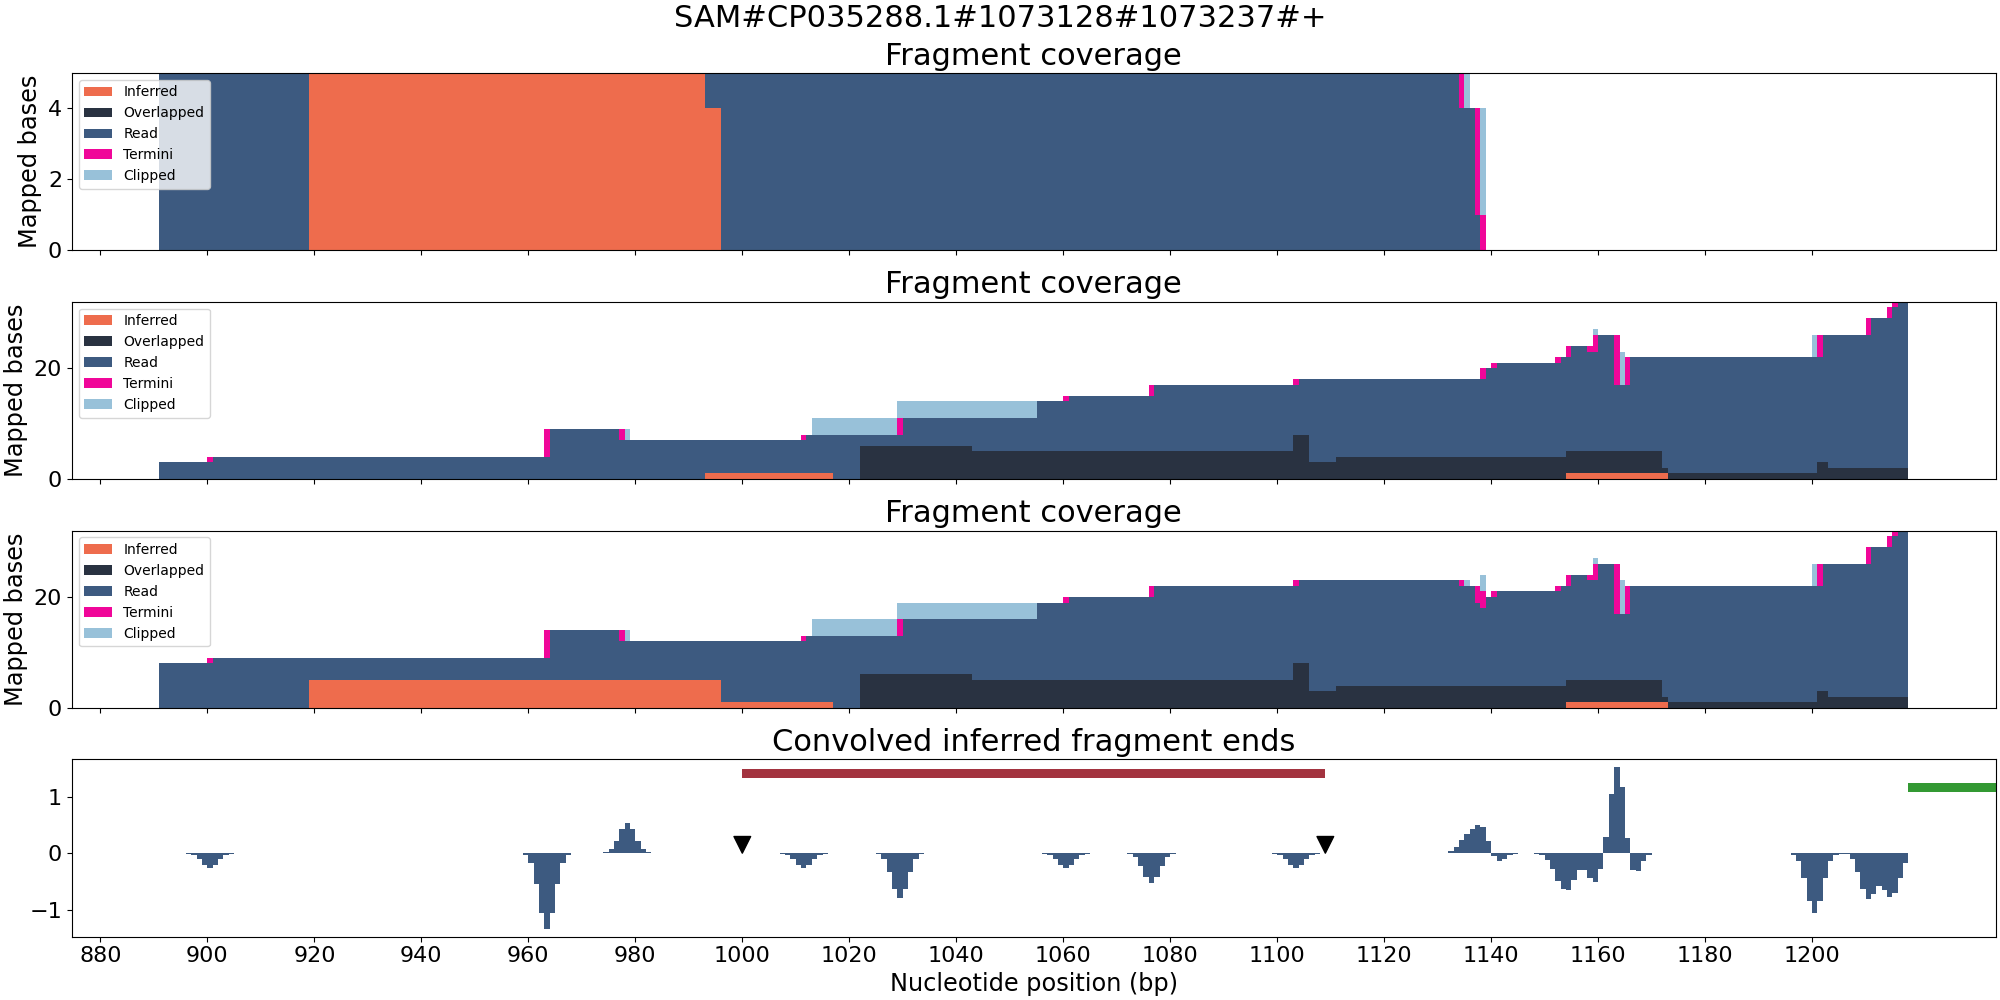 SAM#CP035288.1#1073128#1073237#+
Fragment coverage
Mapped bases
4
2
0
Inferred
Overlapped
Read
Termini
Clipped
Fragment coverage
Mapped bases
20
0
Inferred
Overlapped
Read
Termini
Clipped
Fragment coverage
Mapped bases
20
0
Inferred
Overlapped
Read
Termini
Clipped
Convolved inferred fragment ends
1
0
−1
880 900 920 940 960 980 1000 1020 1040 1060 1080 1100 1120 1140 1160 1180 1200
Nucleotide position (bp)